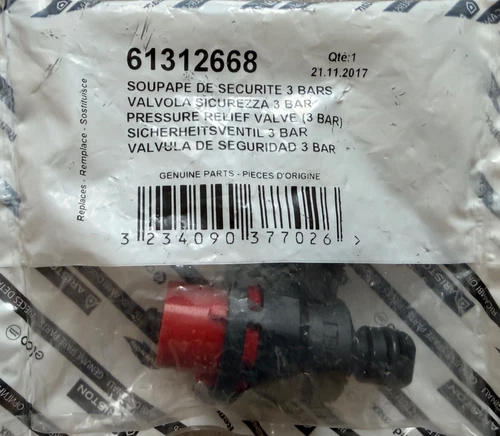 61312668
Qté:1
21.11.2017
SOUPAPE DE SECURITE 3 BARS
VALVOLA SICUREZZA 3 BAR
PRESSURE RELIEF VALVE (3 BAR)
SICHERHEITSVENTIL 3 BAR
VALVULA DE SEGURIDAD 3 BAR
Replaces - Remplace - Sostituisce
GENUINE PARTS - PIECES D'ORIGINE
3 234090 377026 >